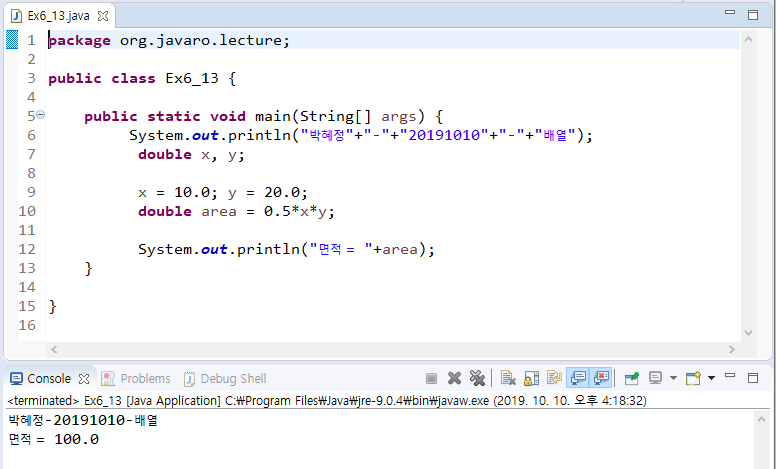 Ex6_13.java
1 package org.javaro.lecture;
2
3 public class Ex6_13 {
4
5 public static void main(String[] args) {
6 System.out.println("박혜정"+"-"+"20191010"+"-"+"배열");
7 double x, y;
8
9 x = 10.0; y = 20.0;
10 double area = 0.5*x*y;
11
12 System.out.println("면적 = "+area);
13 }
14
15 }
16
Console Problems Debug Shell
<terminated> Ex6_13 [Java Application] C:₩Program Files₩Java₩jre-9.0.4₩bin₩javaw.exe (2019. 10. 10. 오후 4:18:32)
박혜정-20191010-배열
면적 = 100.0